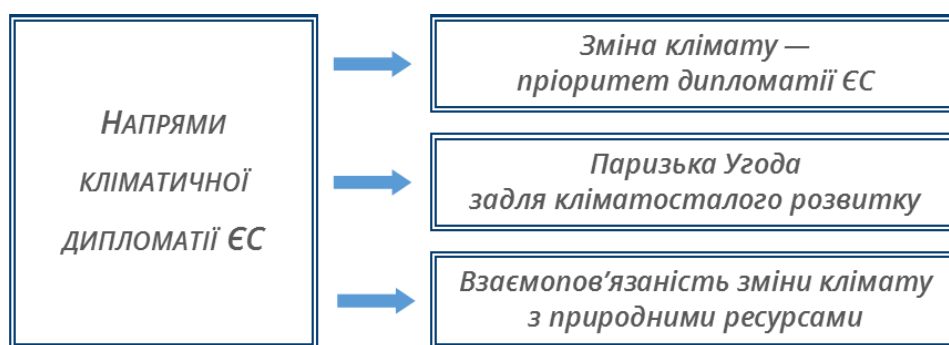 НАПРЯМИ
КЛІМАТИЧНОЇ
ДИПЛОМАТІЇ ЄС
Зміна клімату —
пріоритет дипломатії ЄС
Паризька Угода
задля кліматосталого розвитку
Взаємопов’язаність зміни клімату
з природними ресурсами